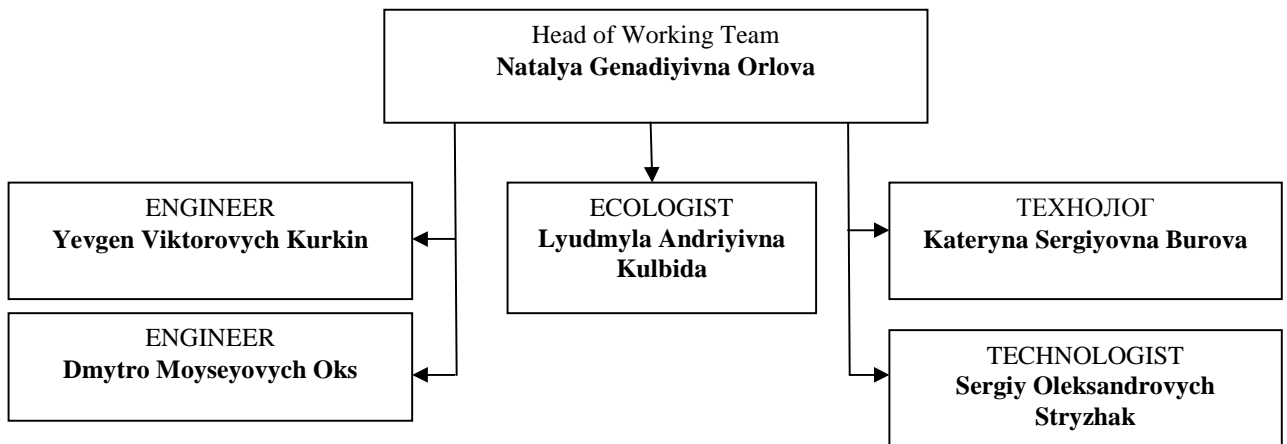 Head of Working Team
Natalya Genadiyivna Orlova
ENGINEER
Yevgen Viktorovych Kurkin
ECOLOGIST
Lyudmyla Andriyivna
Kulbida
ТЕХНОЛОГ
Kateryna Sergiyovna Burova
ENGINEER
Dmytro Moyseyovych Oks
TECHNOLOGIST
Sergiy Oleksandrovych
Stryzhak